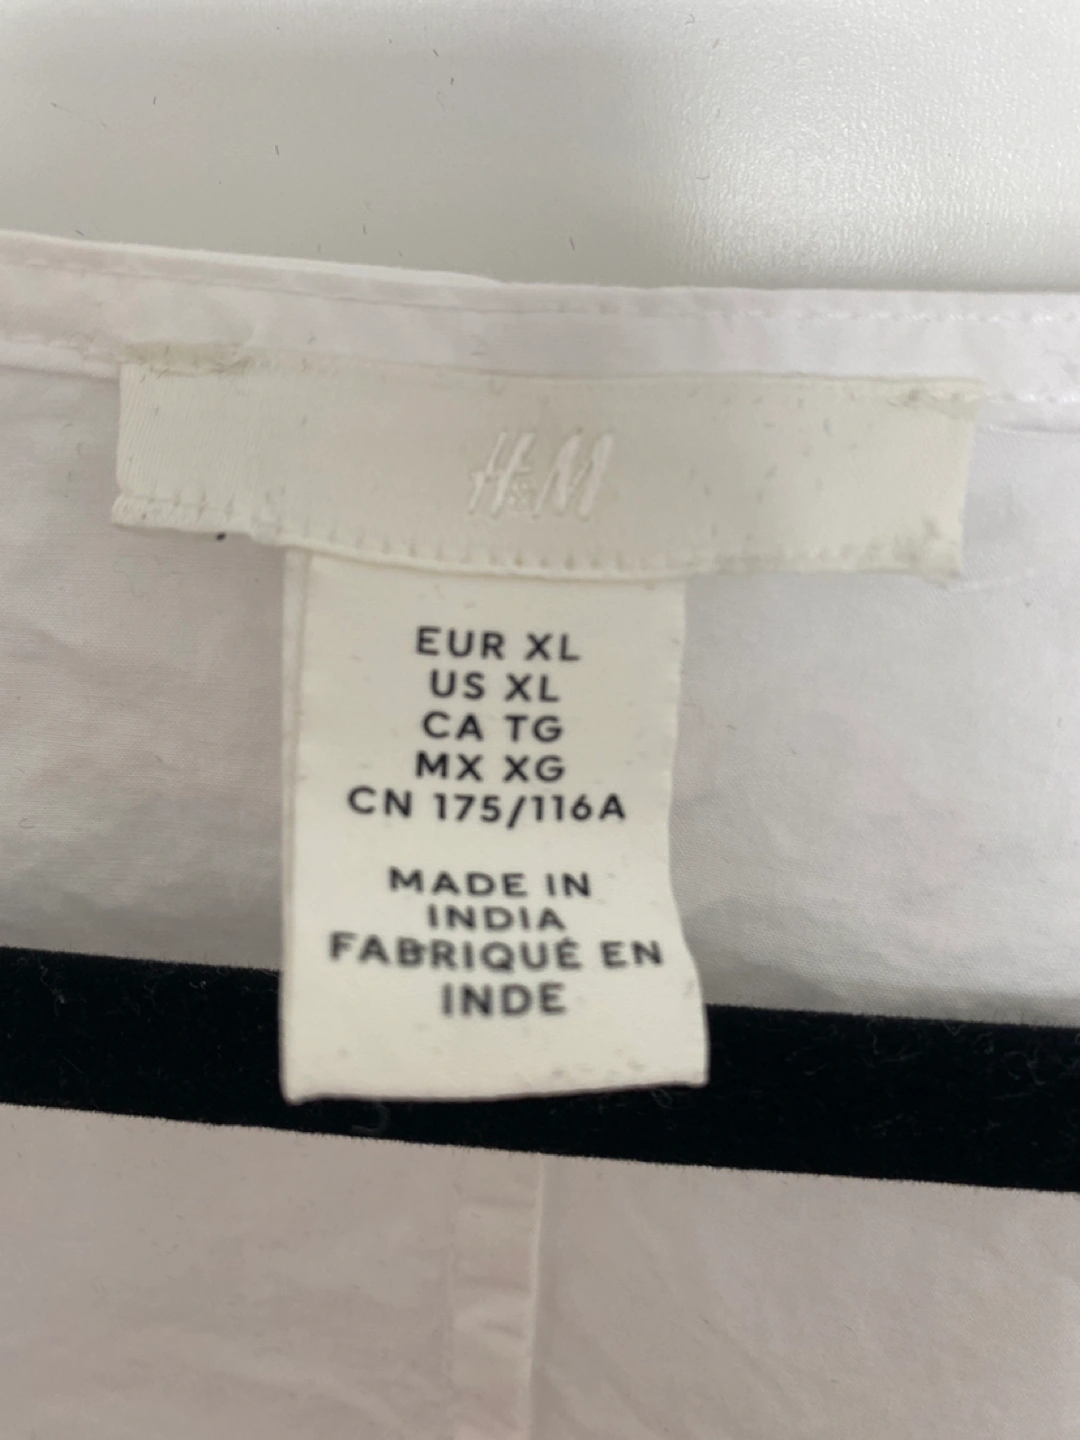 H&M
EUR XL
US XL
CA TG
MX XG
CN 175/116A
MADE IN
INDIA
FABRIQUÉ EN
INDE